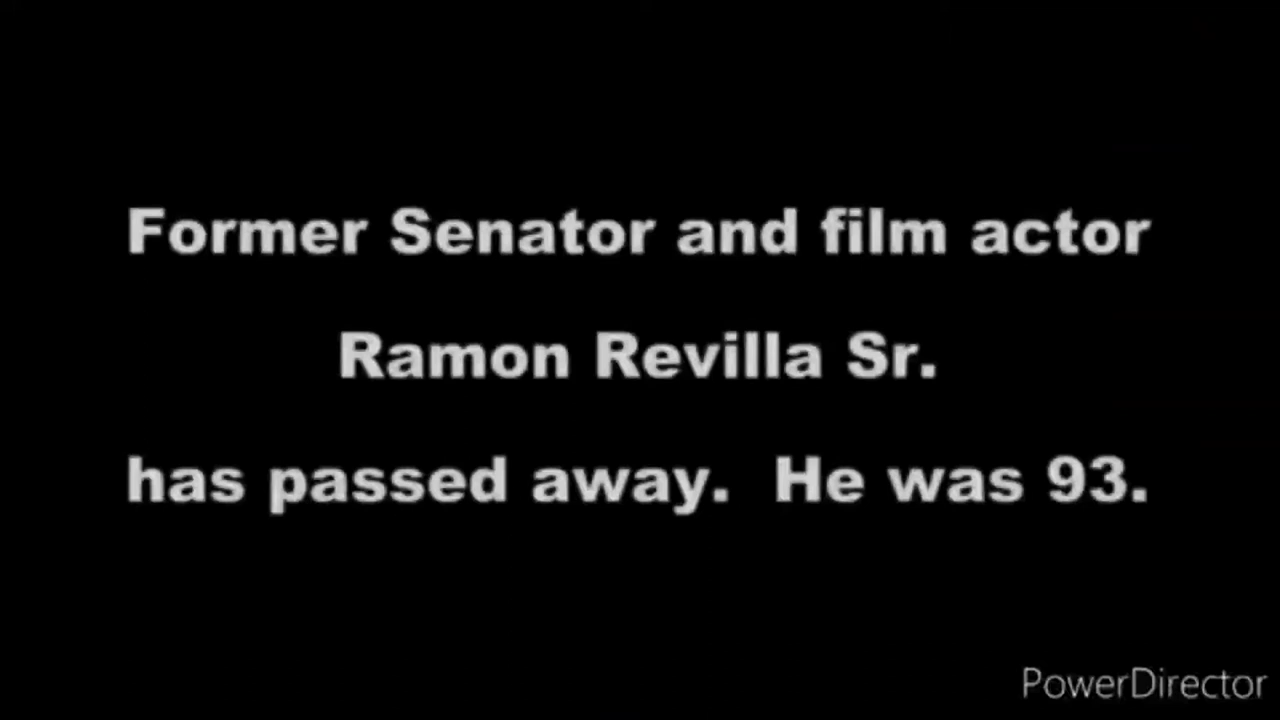 Former Senator and film actor
Ramon Revilla Sr.
has passed away.  He was 93.
PowerDirector